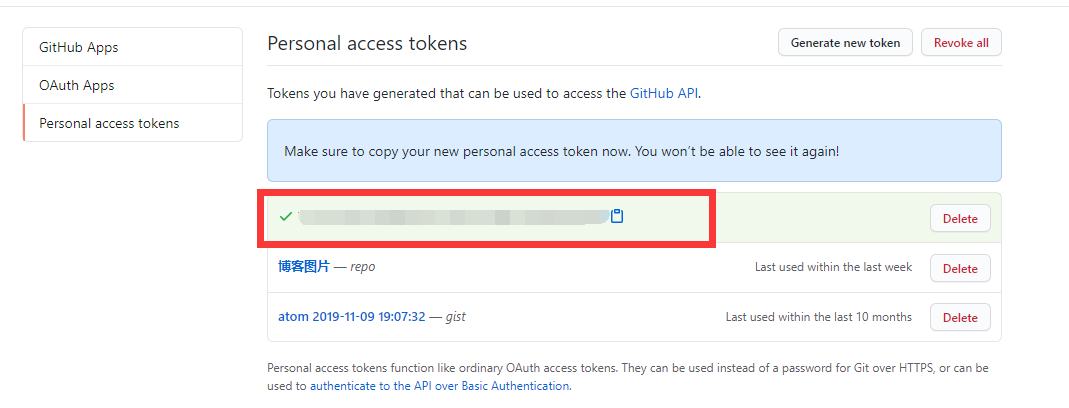 GitHub Apps
OAuth Apps
Personal access tokens
Personal access tokens
Generate new token
Revoke all
Tokens you have generated that can be used to access the GitHub API.
Make sure to copy your new personal access token now. You won’t be able to see it again!
Delete
博客图片 — repo
Last used within the last week
Delete
atom 2019-11-09 19:07:32 — gist
Last used within the last 10 months
Delete
Personal access tokens function like ordinary OAuth access tokens. They can be used instead of a password for Git over HTTPS, or can be
used to authenticate to the API over Basic Authentication.